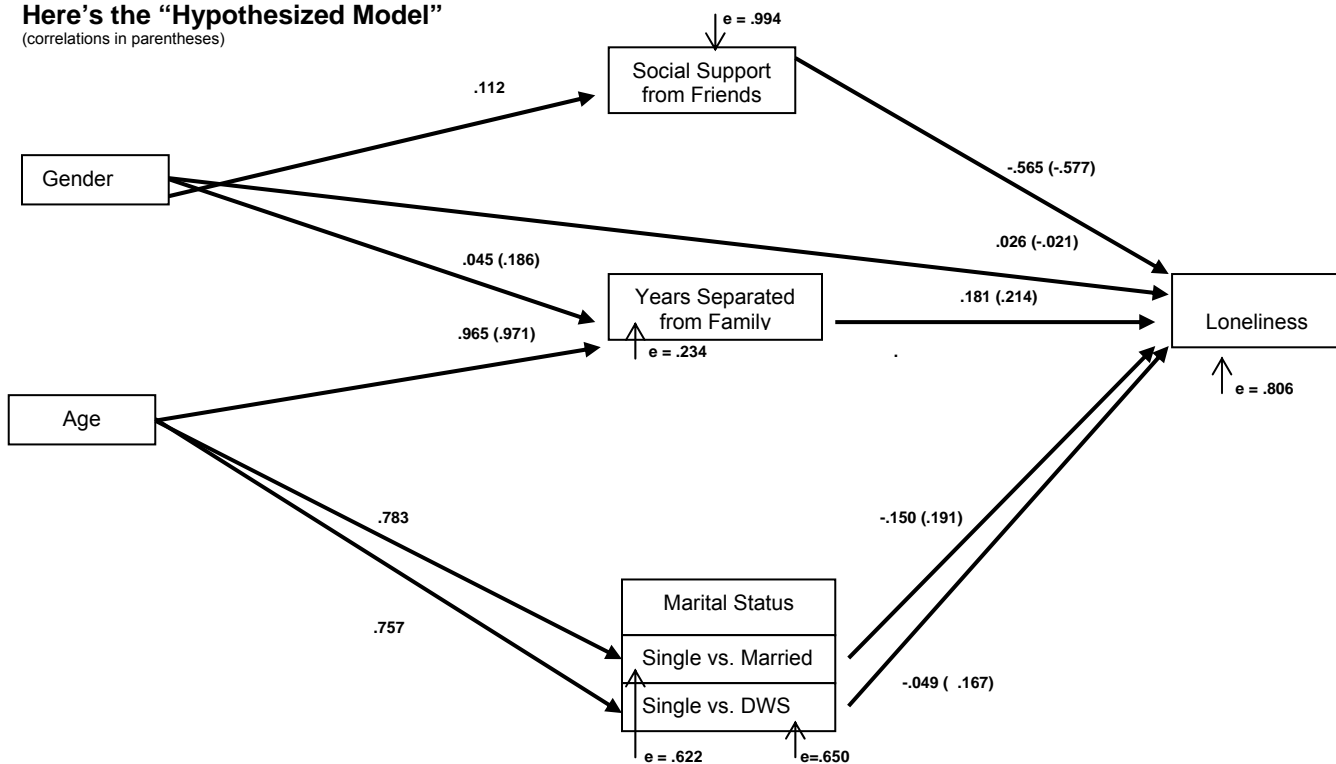 Here’s the “Hypothesized Model”
(correlations in parentheses)
e = .994
Social Support
from Friends
.112
Gender
-.565 (-.577)
.026 (-.021)
.045 (.186)
Years Separated
from Family
.181 (.214)
Loneliness
.965 (.971)
e = .234
.
e = .806
Age
.783
-.150 (.191)
Marital Status
.757
Single vs. Married
-.049 ( .167)
Single vs. DWS
e = .622
e=.650